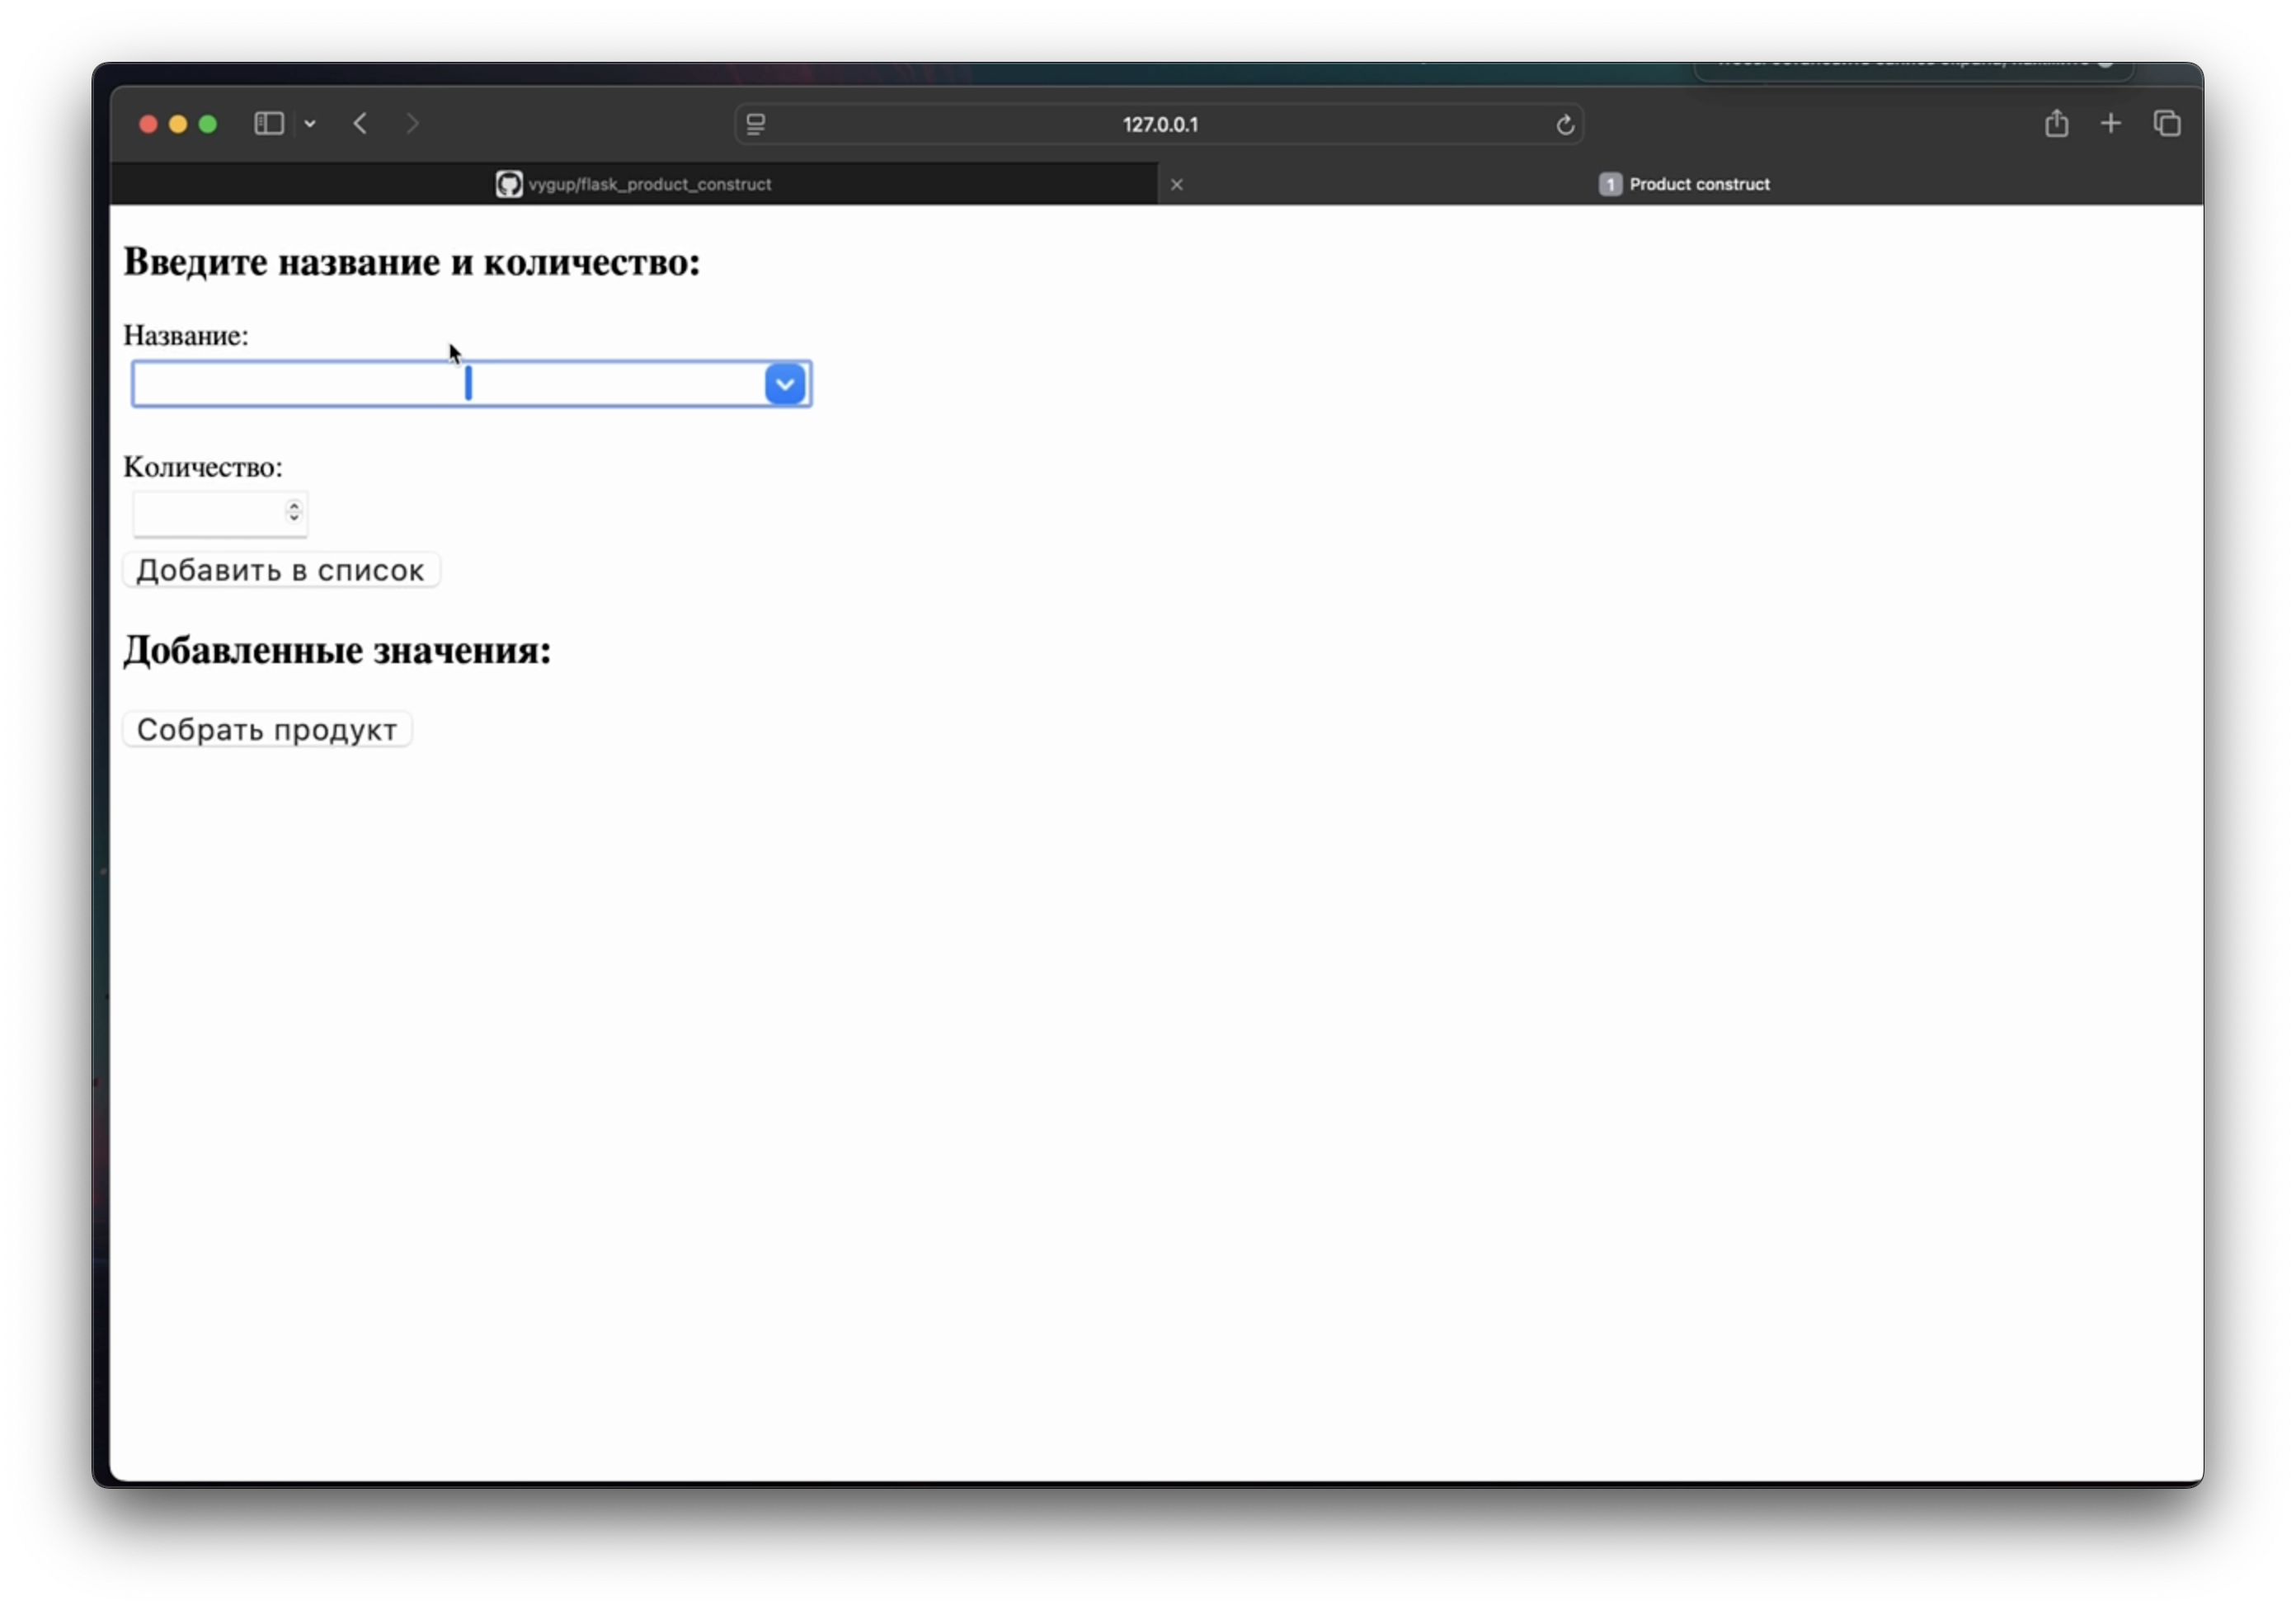 127.0.0.1
vygup/flask_product_construct
1 Product construct
Введите название и количество:
Название:
Количество:
Добавить в список
Добавленные значения:
Собрать продукт